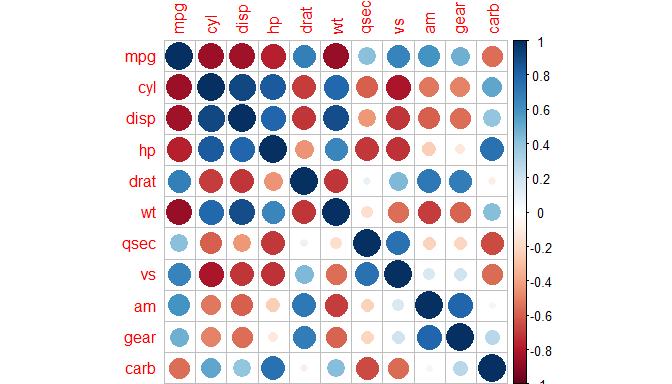 mpg cyl disp hp drat wt qsec vs am gear carb
mpg
cyl
disp
hp
drat
wt
qsec
vs
am
gear
carb
1
0.8
0.6
0.4
0.2
0
-0.2
-0.4
-0.6
-0.8